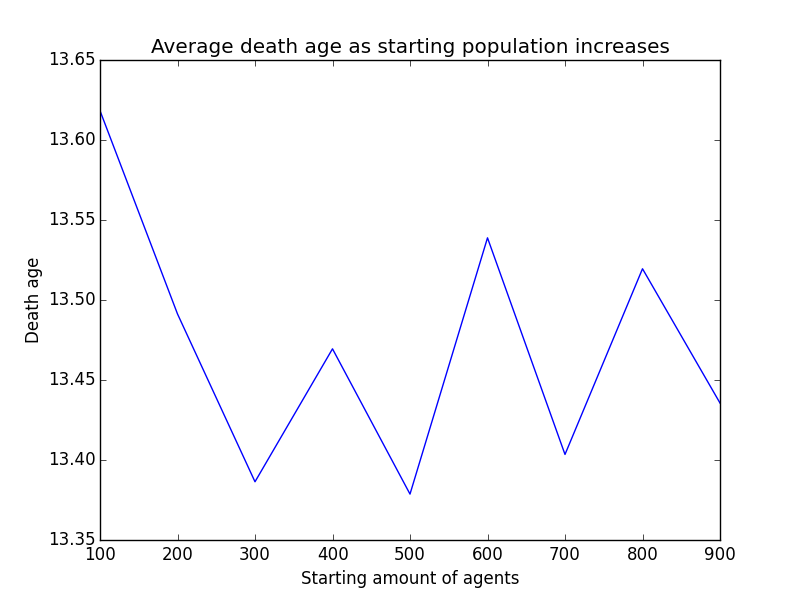 Average death age as starting population increases
13.65
13.60
13.55
13.50
13.45
13.40
13.35
Death age
100 200 300 400 500 600 700 800 900
Starting amount of agents